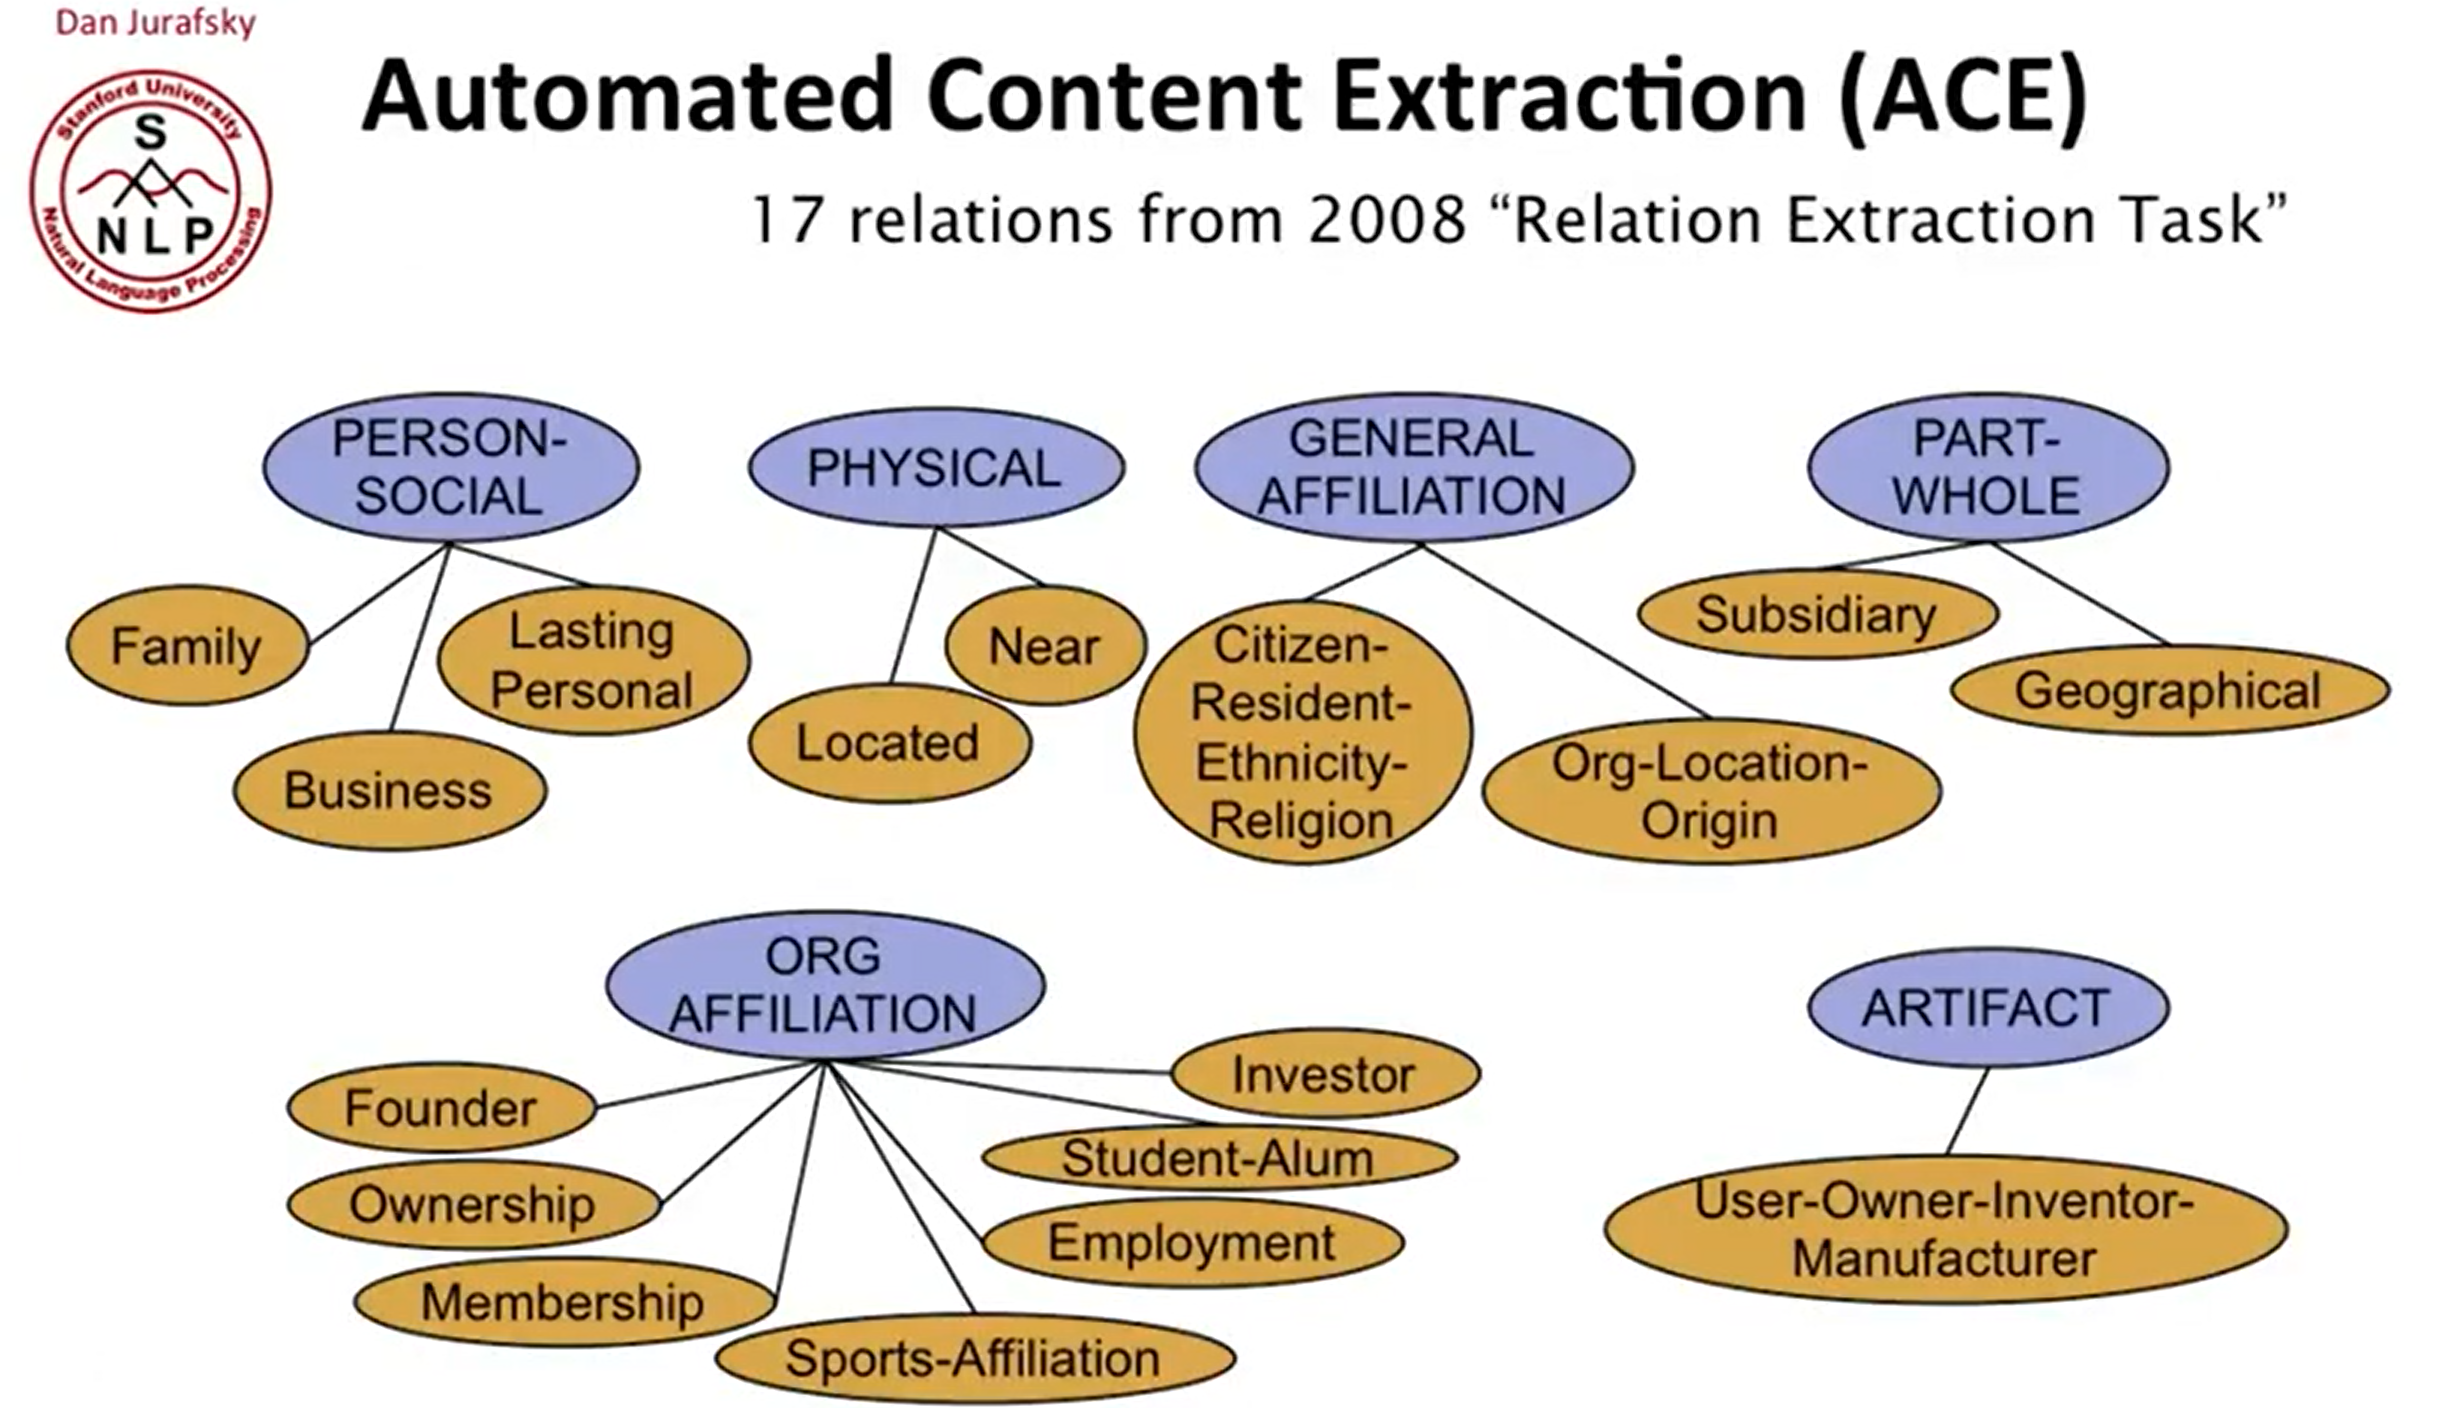 Dan Jurafsky
Stanford University
S
NLP
Natural Language Processing
Automated Content Extraction (ACE)
17 relations from 2008 “Relation Extraction Task”
PERSON-
SOCIAL
PHYSICAL
GENERAL
AFFILIATION
PART-
WHOLE
Family
Lasting
Personal
Business
Near
Located
Citizen-
Resident-
Ethnicity-
Religion
Org-Location-
Origin
Subsidiary
Geographical
ORG
AFFILIATION
Founder
Ownership
Membership
Sports-Affiliation
Investor
Student-Alum
Employment
ARTIFACT
User-Owner-Inventor-
Manufacturer